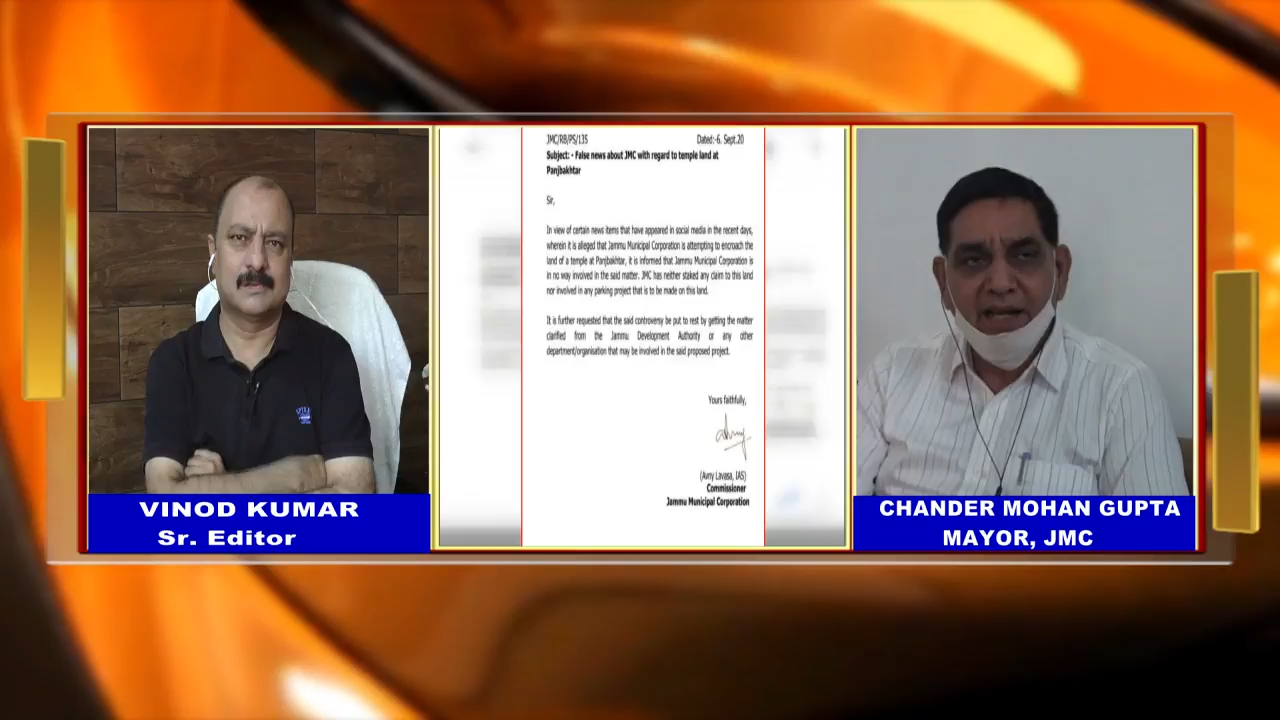 JMC/RB/PS/135 Dated:-6. Sept.20
Subject: - False news about JMC with regard to temple land at
Panjbakhtar
Sir,
In view of certain news items that have appeared in social media in the recent days,
wherein it is alleged that Jammu Municipal Corporation is attempting to encroach the
land of a temple at Panjbakhtar, it is informed that Jammu Municipal Corporation is
in no way involved in the said matter. JMC has neither staked any claim to this land
nor involved in any parking project that is to be made on this land.
It is further requested that the said controversy be put to rest by getting the matter
clarified from the Jammu Development Authority or any other
department/organisation that may be involved in the said proposed project.
Yours faithfully,
(Avny Lavasa, IAS)
Commissioner
Jammu Municipal Corporation
VINOD KUMAR
Sr. Editor
CHANDER MOHAN GUPTA
MAYOR, JMC